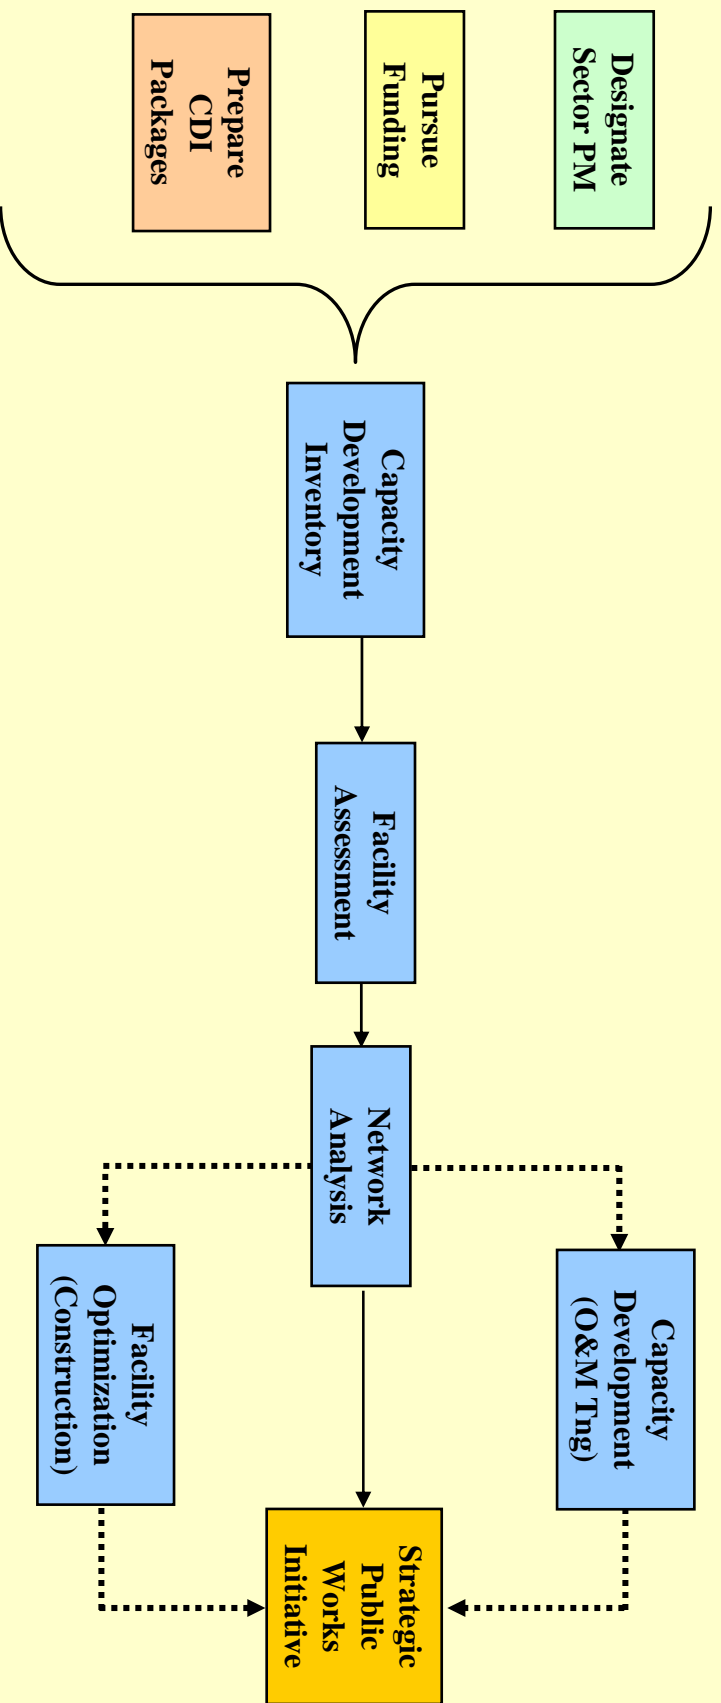 Designate
Sector PM
Pursue
Funding
Prepare
CDI
Packages
Capacity
Development
Inventory
Facility
Assessment
Network
Analysis
Capacity
Development
(O&M Tng)
Facility
Optimization
(Construction)
Strategic
Public
Works
Initiative